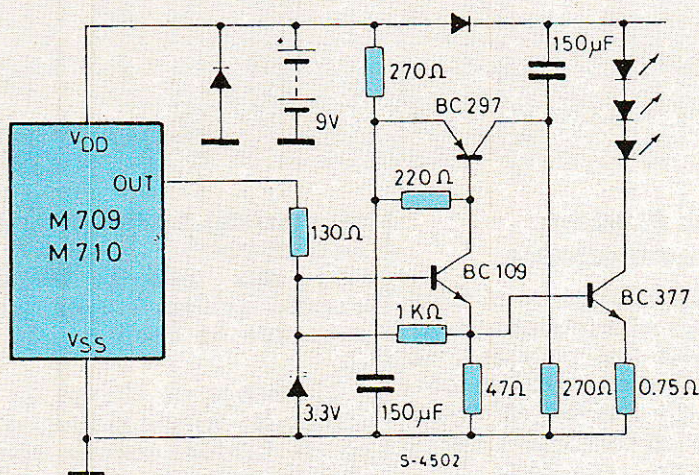 150µF
270Ω
BC 297
+
9V
VDD
OUT
M 709
M 710
220 Ω
130Ω
BC 109
BC 377
1 KΩ
VSS
3.3V
150µF
47Ω
270Ω
0.75Ω
S-4502